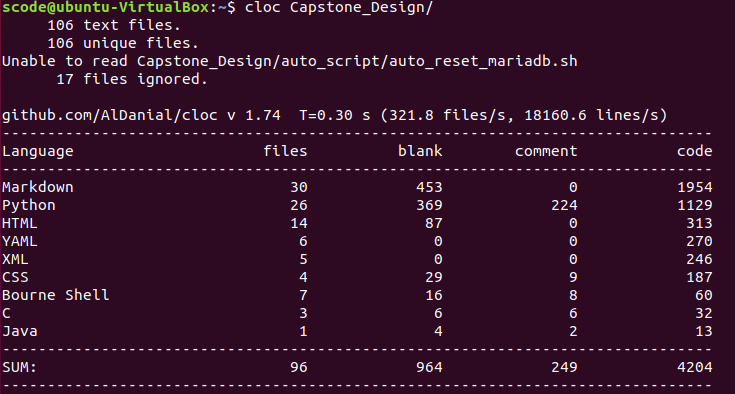 scode@ubuntu-VirtualBox:~$ cloc Capstone_Design/
     106 text files.
     106 unique files.
Unable to read Capstone_Design/auto_script/auto_reset_mariadb.sh
      17 files ignored.

github.com/AlDanial/cloc v 1.74  T=0.30 s (321.8 files/s, 18160.6 lines/s)
-------------------------------------------------------------------------------
Language                     files          blank        comment           code
-------------------------------------------------------------------------------
Markdown                        30            453              0           1954
Python                          26            369            224           1129
HTML                            14             87              0            313
YAML                             6              0              0            270
XML                              5              0              0            246
CSS                              4             29              9            187
Bourne Shell                     7             16              8             60
C                                3              6              6             32
Java                             1              4              2             13
-------------------------------------------------------------------------------
SUM:                            96            964            249           4204
-------------------------------------------------------------------------------